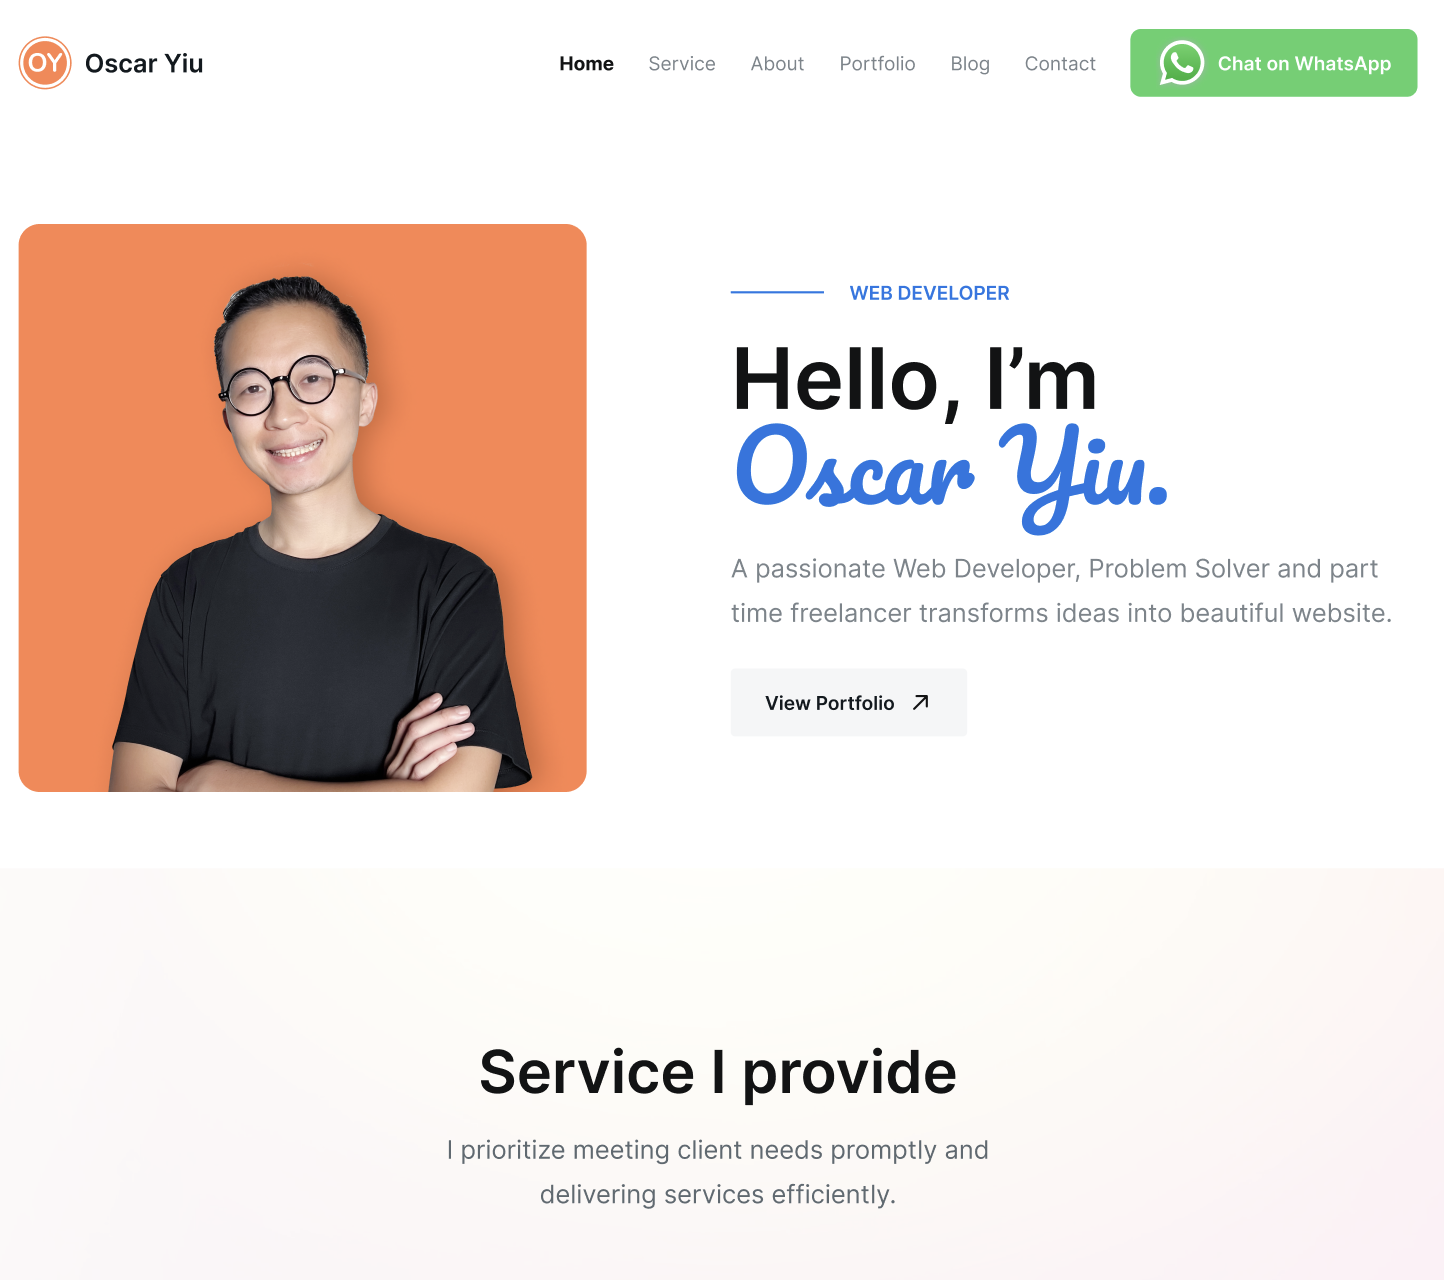 OY
Oscar Yiu
Home
Service
About
Portfolio
Blog
Contact
Chat on WhatsApp
WEB DEVELOPER
Hello, I’m
Oscar Yiu.
A passionate Web Developer, Problem Solver and part
time freelancer transforms ideas into beautiful website.
View Portfolio
Service I provide
I prioritize meeting client needs promptly and
delivering services efficiently.